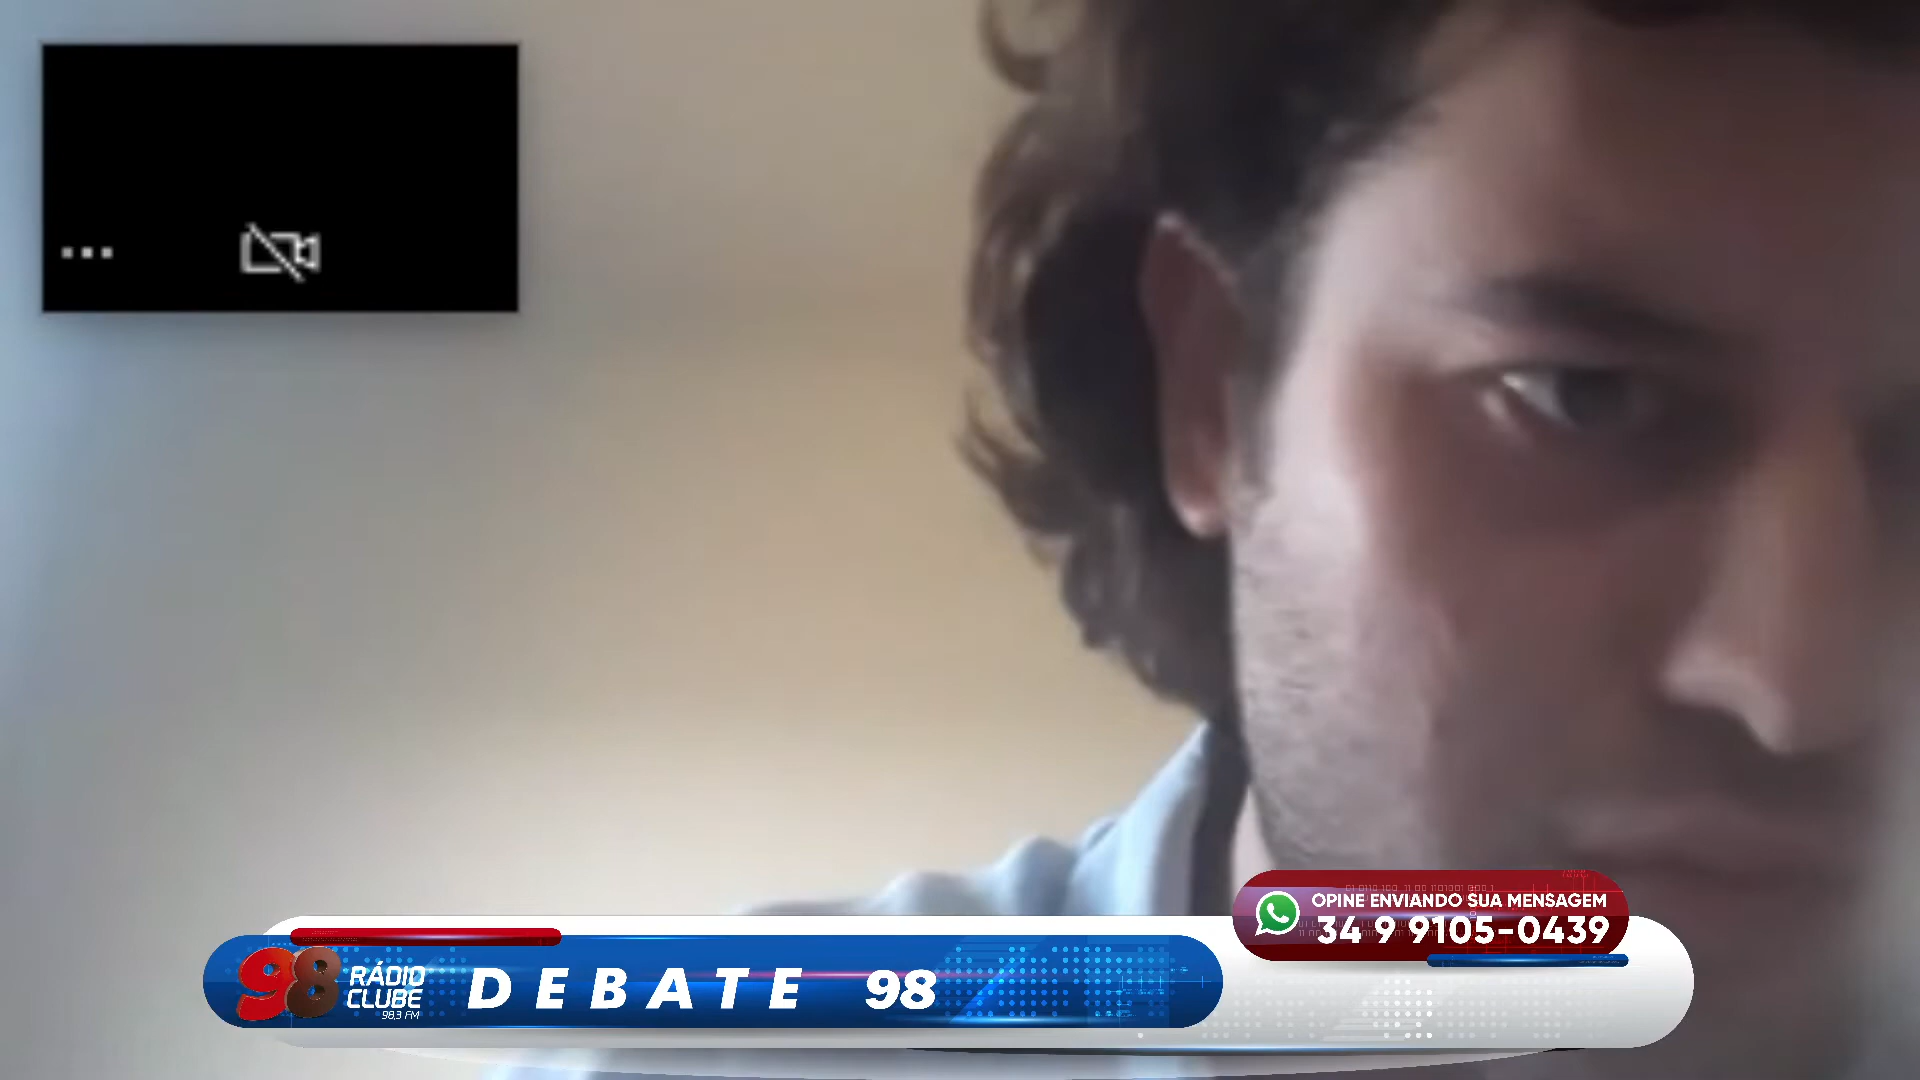 OPINE ENVIANDO SUA MENSAGEM
34 9 9105-0439
98 RÁDIO
CLUBE
98,3 FM
DEBATE 98